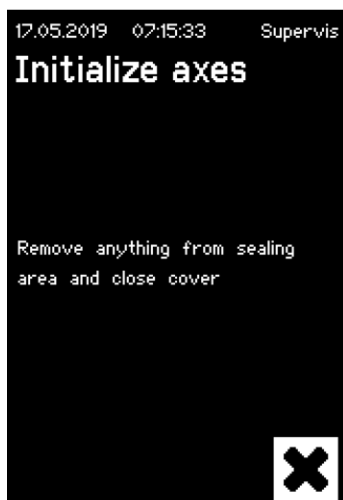 17.05.2019 07:15:33 Supervis
Initialize axes
Remove anything from sealing
area and close cover